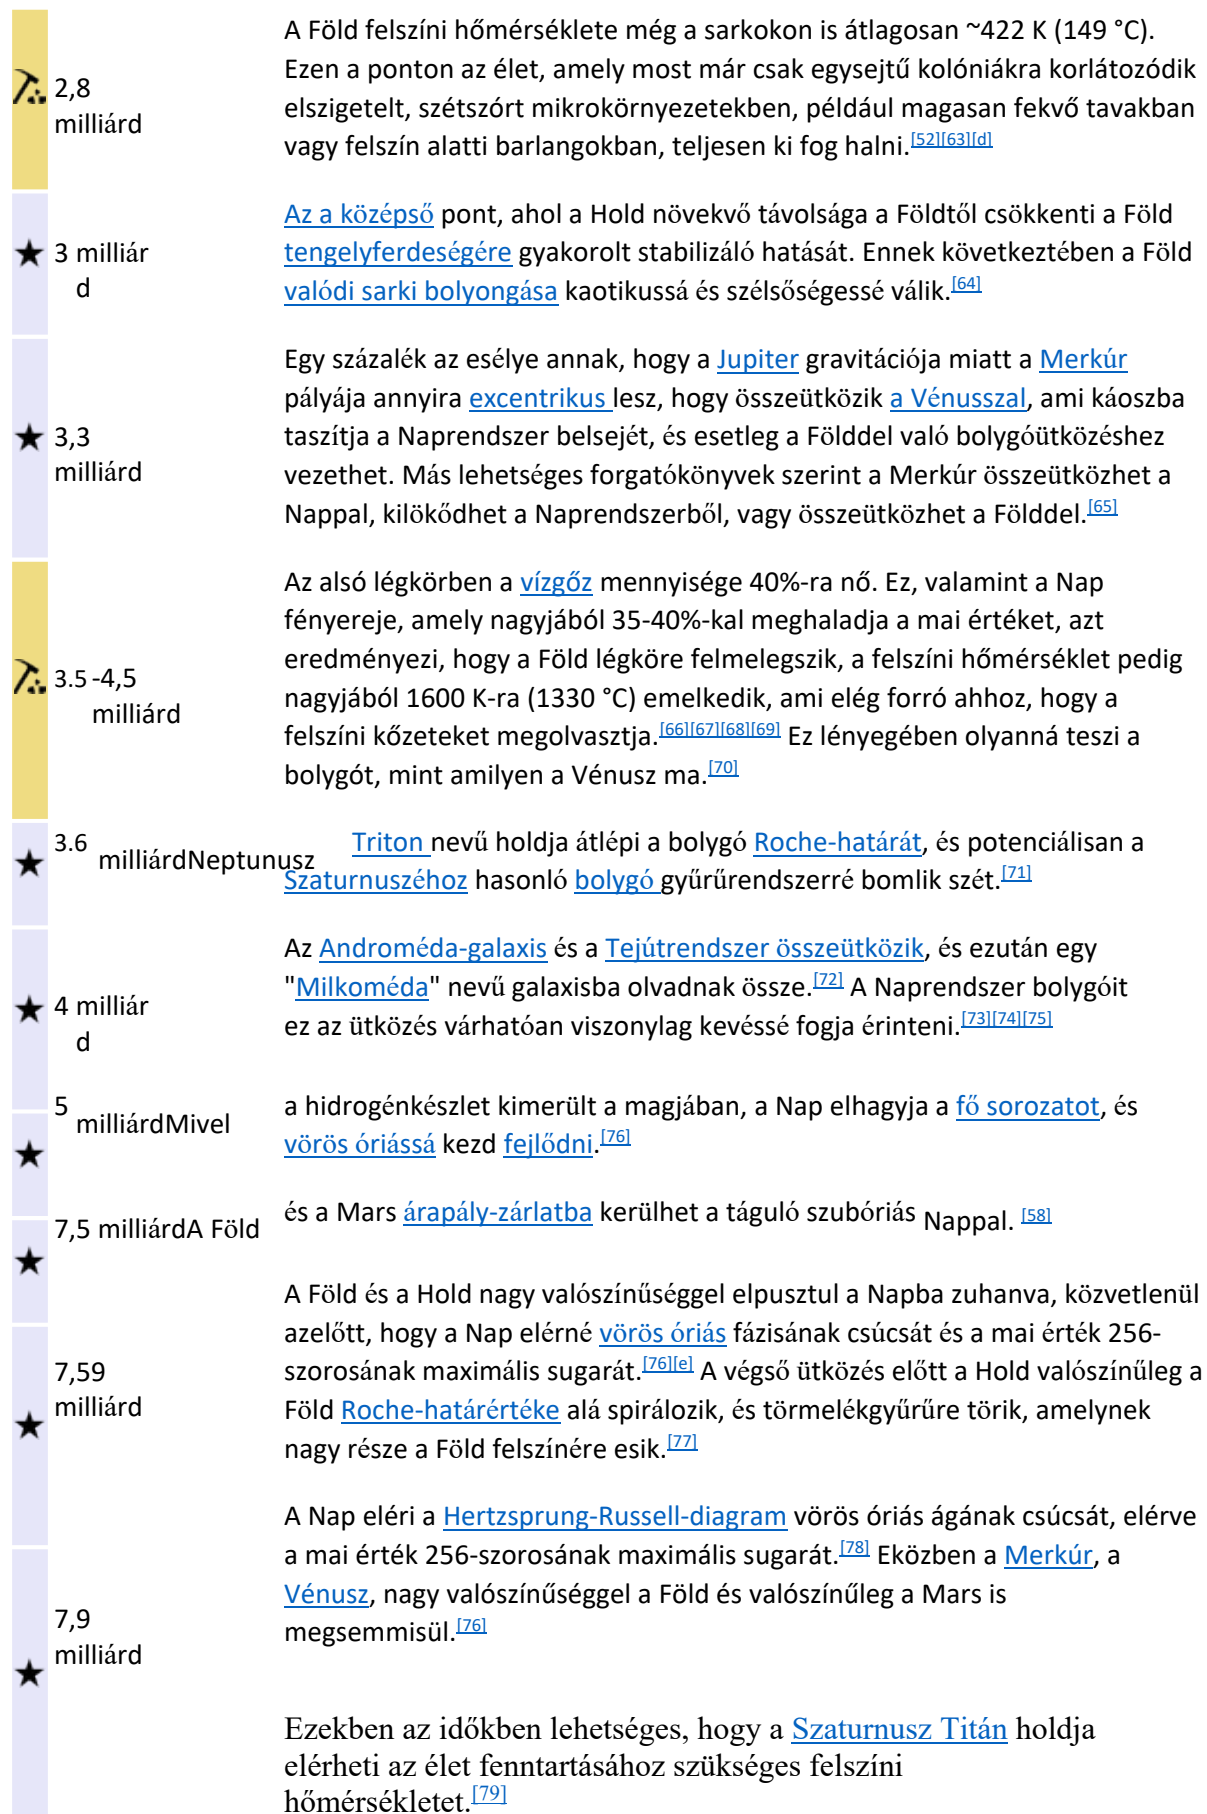 A Föld felszíni hőmérséklete még a sarkokon is átlagosan ~422 K (149 °C).
Ezen a ponton az élet, amely most már csak egysejtű kolóniákra korlátozódik
2,8
milliárd
elszigetelt, szétszórt mikrokörnyezetekben, például magasan fekvő tavakban
vagy felszín alatti barlangokban, teljesen ki fog halni.[52][63][d]
Az a középső pont, ahol a Hold növekvő távolsága a Földtől csökkenti a Föld
3 milliár
d
tengelyferdeségére gyakorolt stabilizáló hatását. Ennek következtében a Föld
valódi sarki bolyongása kaotikussá és szélsőségessé válik.[64]
Egy százalék az esélye annak, hogy a Jupiter gravitációja miatt a Merkúr
pályája annyira excentrikus lesz, hogy összeütközik a Vénusszal, ami káoszba
3,3
milliárd
taszítja a Naprendszer belsejét, és esetleg a Földdel való bolygóütközéshez
vezethet. Más lehetséges forgatókönyvek szerint a Merkúr összeütközhet a
Nappal, kilökődhet a Naprendszerből, vagy összeütközhet a Földdel.[65]
Az alsó légkörben a vízgőz mennyisége 40%-ra nő. Ez, valamint a Nap
fényereje, amely nagyjából 35-40%-kal meghaladja a mai értéket, azt
3.5 -4,5
milliárd
eredményezi, hogy a Föld légköre felmelegszik, a felszíni hőmérséklet pedig
nagyjából 1600 K-ra (1330 °C) emelkedik, ami elég forró ahhoz, hogy a
felszíni kőzeteket megolvasztja.[66][67][68][69] Ez lényegében olyanná teszi a
bolygót, mint amilyen a Vénusz ma.[70]
3.6 milliárdNeptunusz Triton nevű holdja átlépi a bolygó Roche-határát, és potenciálisan a
Szaturnuszéhoz hasonló bolygó gyűrűrendszerré bomlik szét.[71]
Az Androméda-galaxis és a Tejútrendszer összeütközik, és ezután egy
4 milliár
d
"Milkoméda" nevű galaxisba olvadnak össze.[72] A Naprendszer bolygóit
ez az ütközés várhatóan viszonylag kevéssé fogja érinteni.[73][74][75]
5 milliárdMivel a hidrogénkészlet kimerült a magjában, a Nap elhagyja a fő sorozatot, és
vörös óriássá kezd fejlődni.[76]
7,5 milliárdA Föld és a Mars árapály-zárlatba kerülhet a táguló szubóriás Nappal. [58]
A Föld és a Hold nagy valószínűséggel elpusztul a Napba zuhanva, közvetlenül
azelőtt, hogy a Nap elérné vörös óriás fázisának csúcsát és a mai érték 256-
7,59
milliárd
szorosának maximális sugarát.[76][e] A végső ütközés előtt a Hold valószínűleg a
Föld Roche-határértéke alá spirálozik, és törmelékgyűrűre törik, amelynek
nagy része a Föld felszínére esik.[77]
A Nap eléri a Hertzsprung-Russell-diagram vörös óriás ágának csúcsát, elérve
a mai érték 256-szorosának maximális sugarát.[78] Eközben a Merkúr, a
7,9
milliárd
Vénusz, nagy valószínűséggel a Föld és valószínűleg a Mars is
megsemmisül.[76]
Ezekben az időkben lehetséges, hogy a Szaturnusz Titán holdja
elérheti az élet fenntartásához szükséges felszíni
hőmérsékletet.[79]